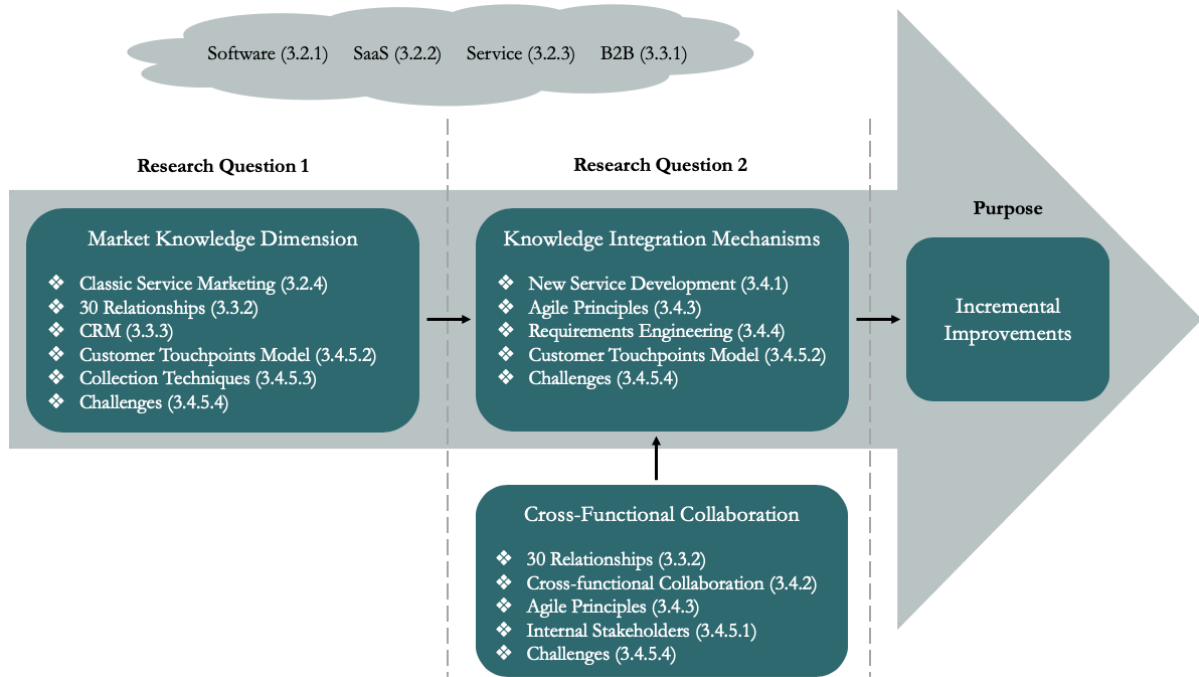 Software (3.2.1) SaaS (3.2.2) Service (3.2.3) B2B (3.3.1)
Research Question 1
Market Knowledge Dimension
❖ Classic Service Marketing (3.2.4)
❖ 30 Relationships (3.3.2)
❖ CRM (3.3.3)
❖ Customer Touchpoints Model (3.4.5.2)
❖ Collection Techniques (3.4.5.3)
❖ Challenges (3.4.5.4)
Research Question 2
Knowledge Integration Mechanisms
❖ New Service Development (3.4.1)
❖ Agile Principles (3.4.3)
❖ Requirements Engineering (3.4.4)
❖ Customer Touchpoints Model (3.4.5.2)
❖ Challenges (3.4.5.4)
Cross-Functional Collaboration
❖ 30 Relationships (3.3.2)
❖ Cross-functional Collaboration (3.4.2)
❖ Agile Principles (3.4.3)
❖ Internal Stakeholders (3.4.5.1)
❖ Challenges (3.4.5.4)
Purpose
Incremental
Improvements